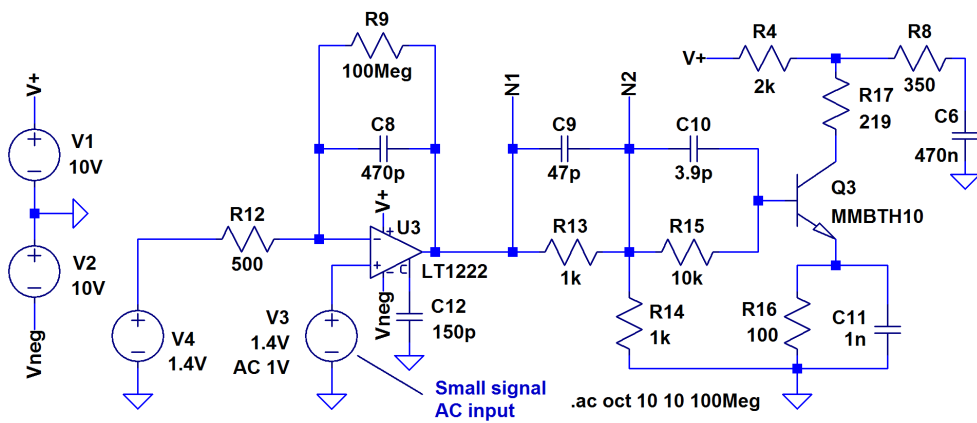 V+
V1
10V
V2
10V
Vneg
V4
1.4V
R12
500
R9
100Meg
C8
470p
V+
U3
LT1222
C
Vneg
C12
150p
V3
1.4V
AC 1V
Small signal
AC input
N1
N2
C9
47p
R13
1k
C10
3.9p
R15
10k
R14
1k
V+
R4
2k
R8
350
R17
219
C6
470n
Q3
MMBTH10
R16
100
C11
1n
.ac oct 10 10 100Meg